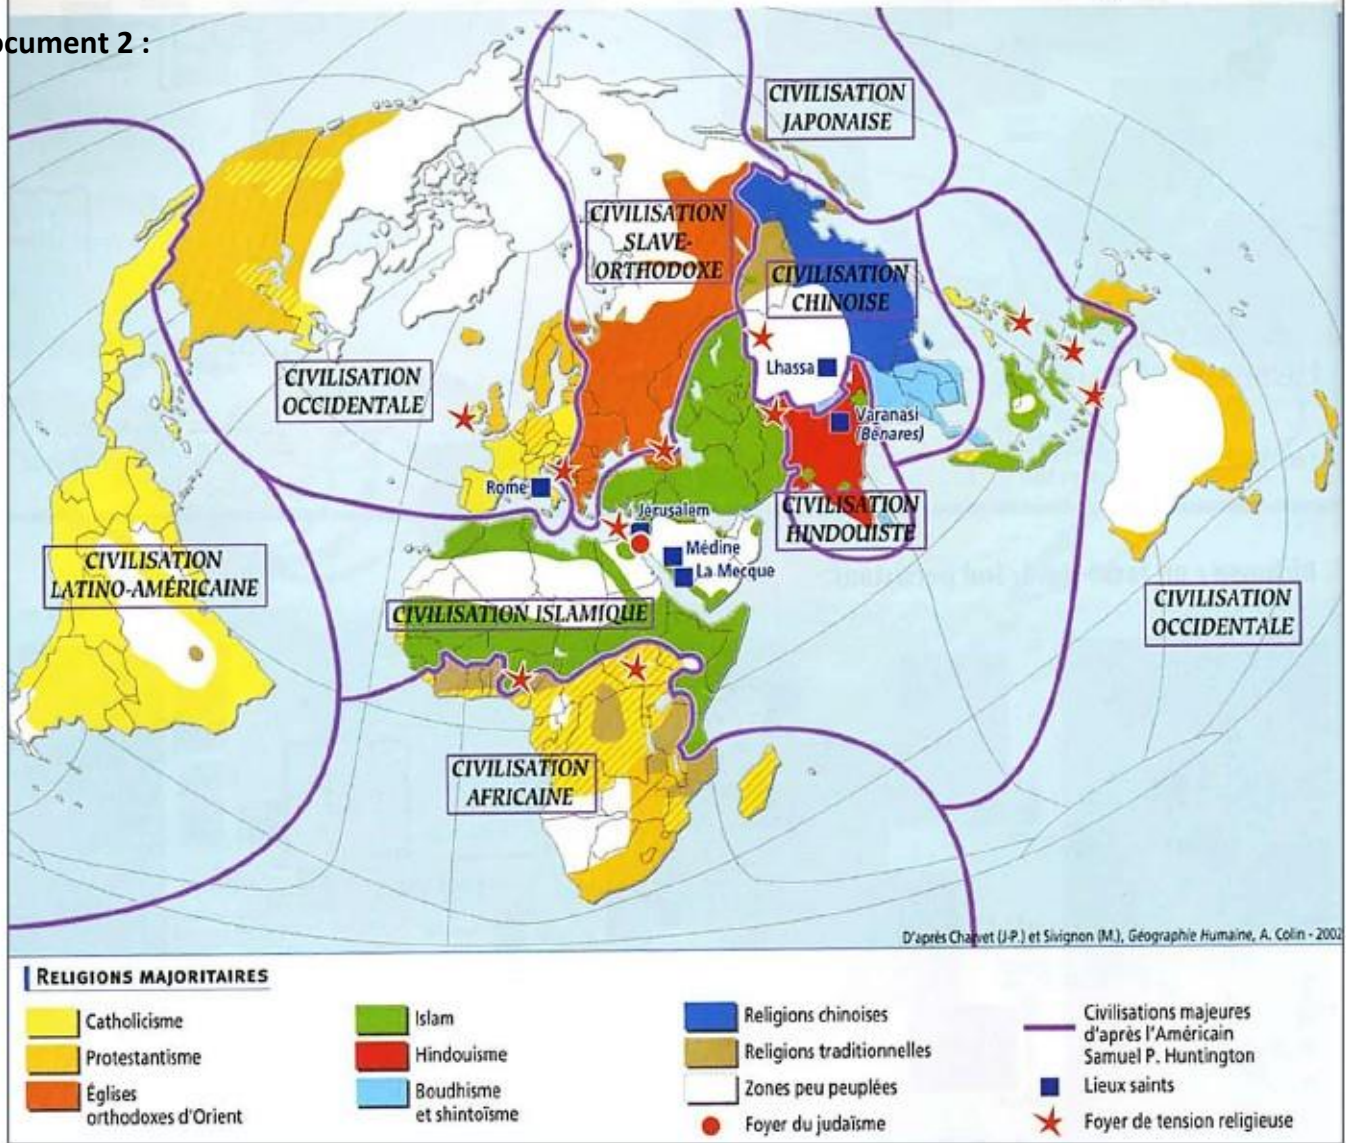 ocument 2 :
CIVILISATION
JAPONAISE
CIVILISATION
SLAVE-
ORTHODOXE
CIVILISATION
CHINOISE
CIVILISATION
OCCIDENTALE
Lhassa
Varanasi
(Bénares)
Rome
Jérusalem
CIVILISATION
HINDOUISTE
Médine
La Mecque
CIVILISATION
LATINO-AMÉRICAINE
CIVILISATION ISLAMIQUE
CIVILISATION
OCCIDENTALE
CIVILISATION
AFRICAINE
D'après Charvet (J-P.) et Sivignon (M.), Géographie Humaine, A. Colin - 2002
RELIGIONS MAJORITAIRES
Catholicisme
Protestantisme
Églises
orthodoxes d'Orient
Islam
Hindouisme
Boudhisme
et shintoïsme
Religions chinoises
Religions traditionnelles
Zones peu peuplées
Foyer du judaïsme
Civilisations majeures
d'après l'Américain
Samuel P. Huntington
Lieux saints
Foyer de tension religieuse